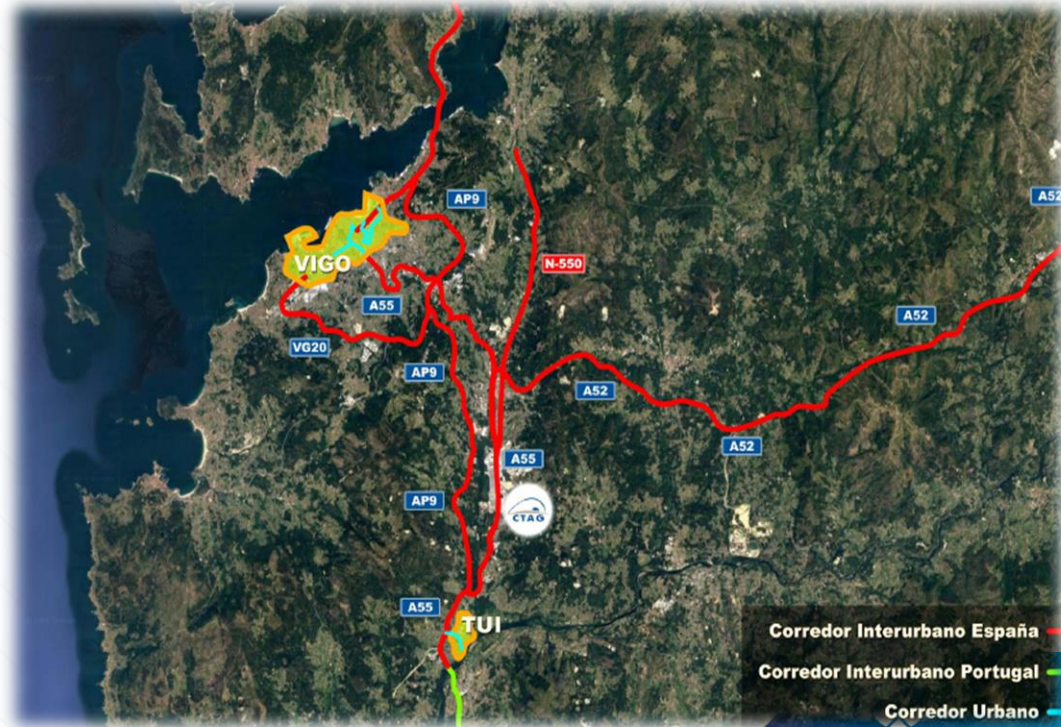 AP9
A52
VIGO
N-550
A55
A52
VG20
AP9
A52
A52
A55
AP9
CTAG
A55
TUI
Corredor Interurbano España
Corredor Interurbano Portugal
Corredor Urbano